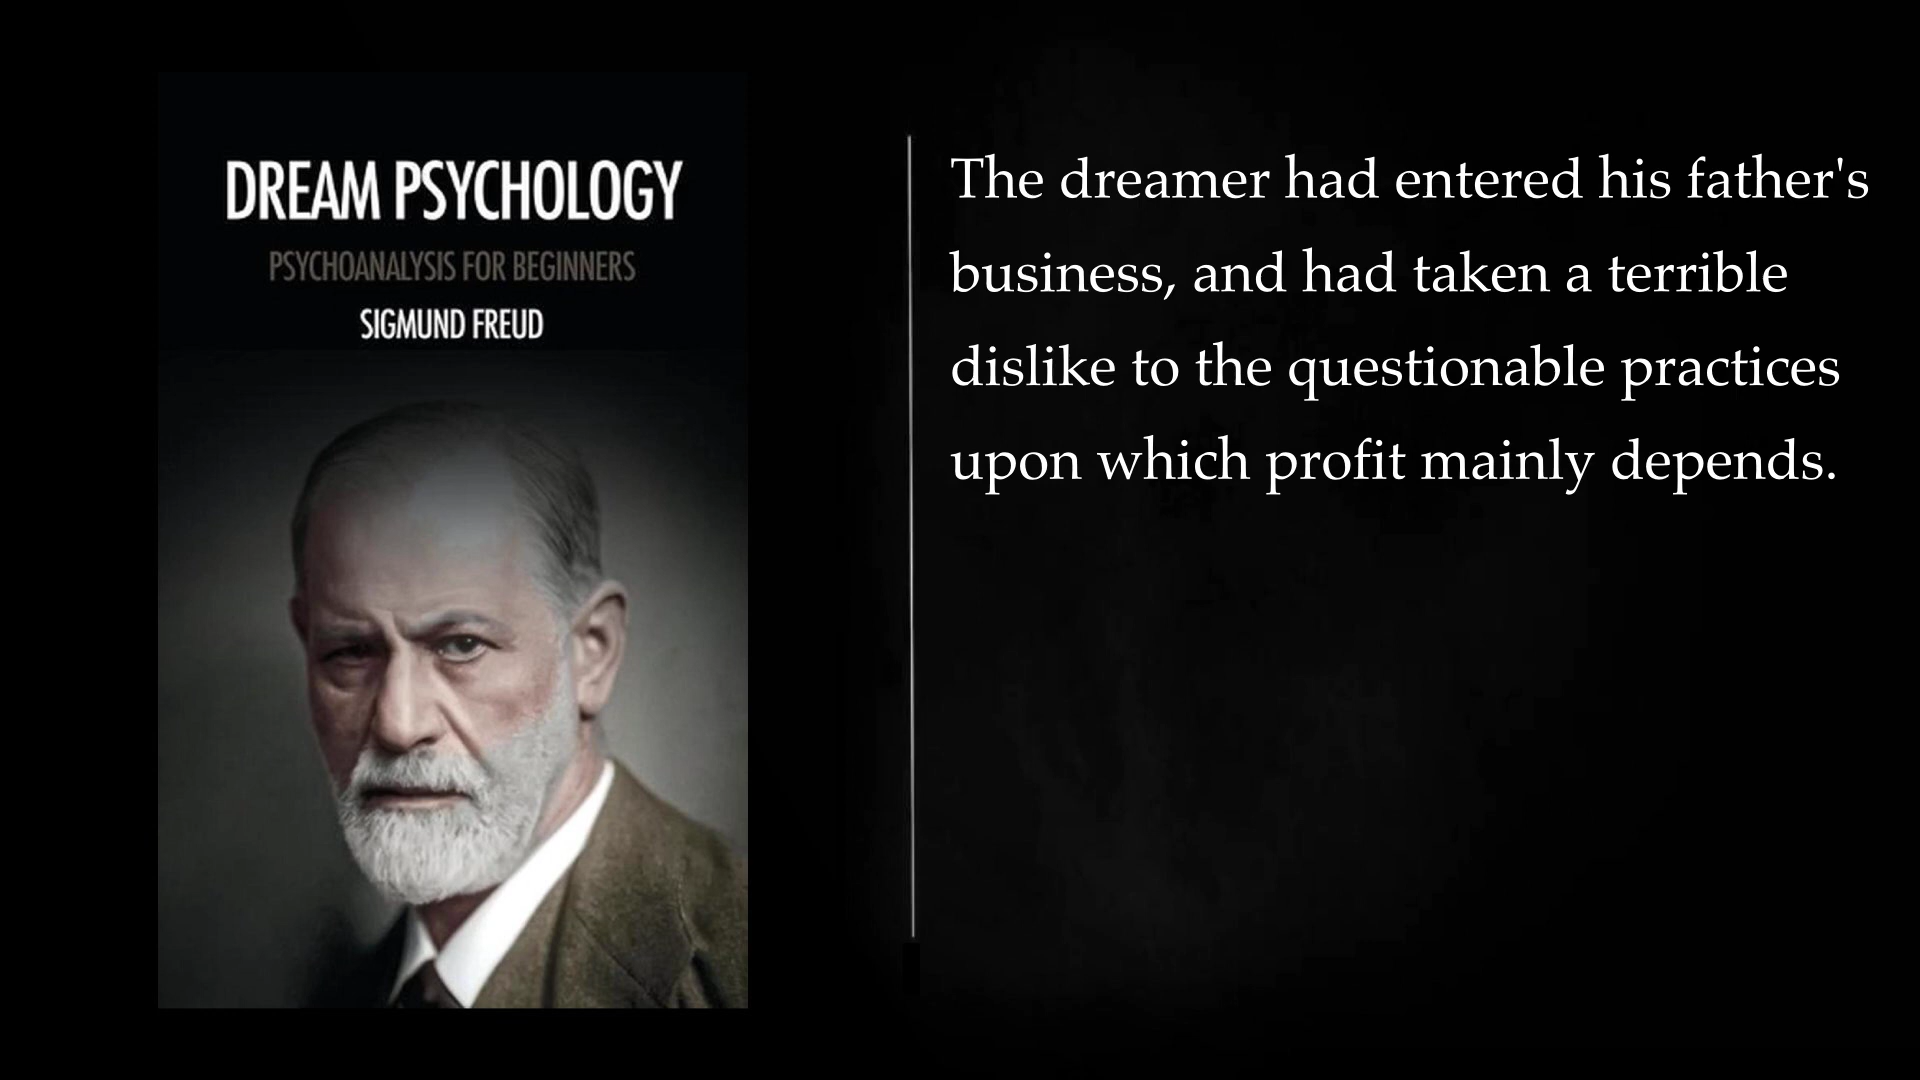 DREAM PSYCHOLOGY
PSYCHOANALYSIS FOR BEGINNERS
SIGMUND FREUD
The dreamer had entered his father's
business, and had taken a terrible
dislike to the questionable practices
upon which profit mainly depends.